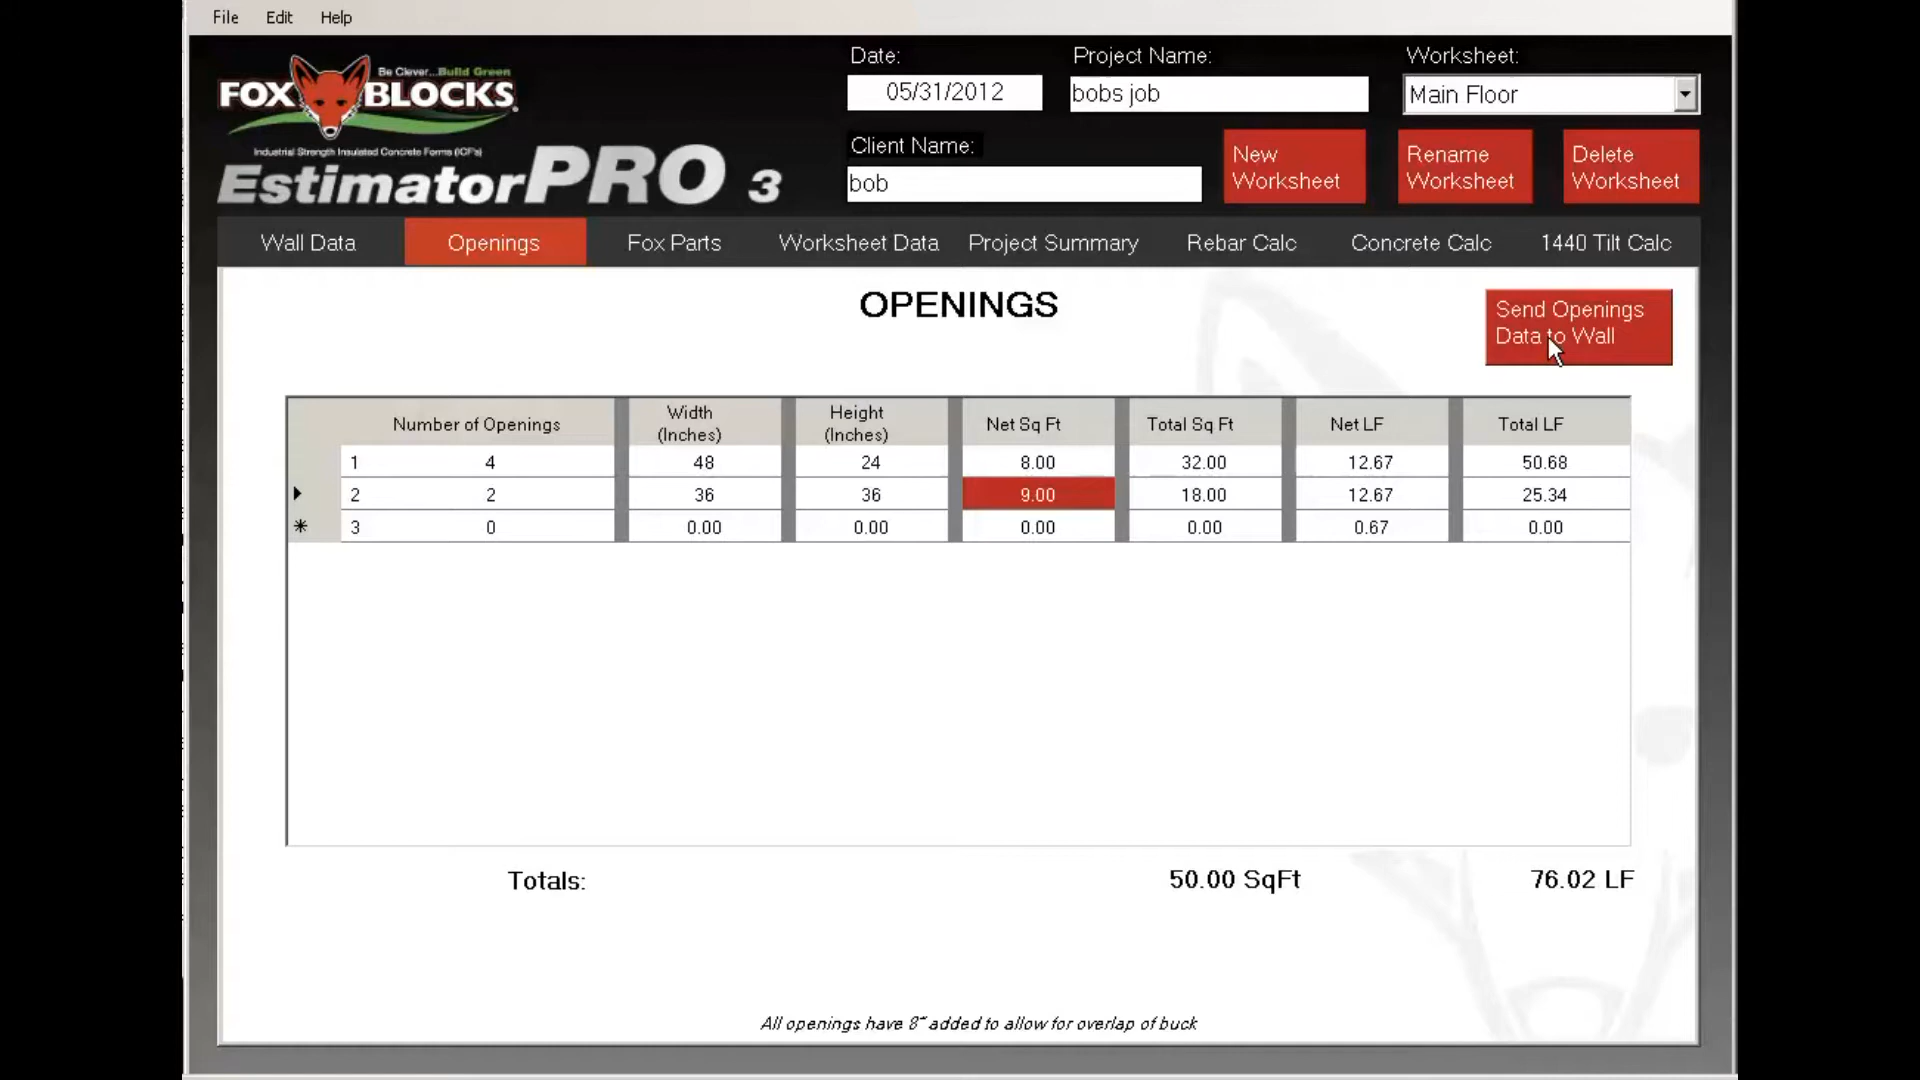 File Edit Help
Be Clever...Build Green
FOX BLOCKS
Industrial Strength Insulated Concrete Forms (ICF's)
EstimatorPRO 3
Date: Project Name: Worksheet:
05/31/2012 bobs job Main Floor
Client Name:
bob
New Worksheet
Rename Worksheet
Delete Worksheet
Wall Data Openings Fox Parts Worksheet Data Project Summary Rebar Calc Concrete Calc 1440 Tilt Calc
OPENINGS
Send Openings
Data to Wall
Number of Openings Width (Inches) Height (Inches) Net Sq Ft Total Sq Ft Net LF Total LF
1 4 48 24 8.00 32.00 12.67 50.68
2 2 36 36 9.00 18.00 12.67 25.34
3 0 0.00 0.00 0.00 0.00 0.67 0.00
Totals: 50.00 SqFt 76.02 LF
All openings have 8" added to allow for overlap of buck